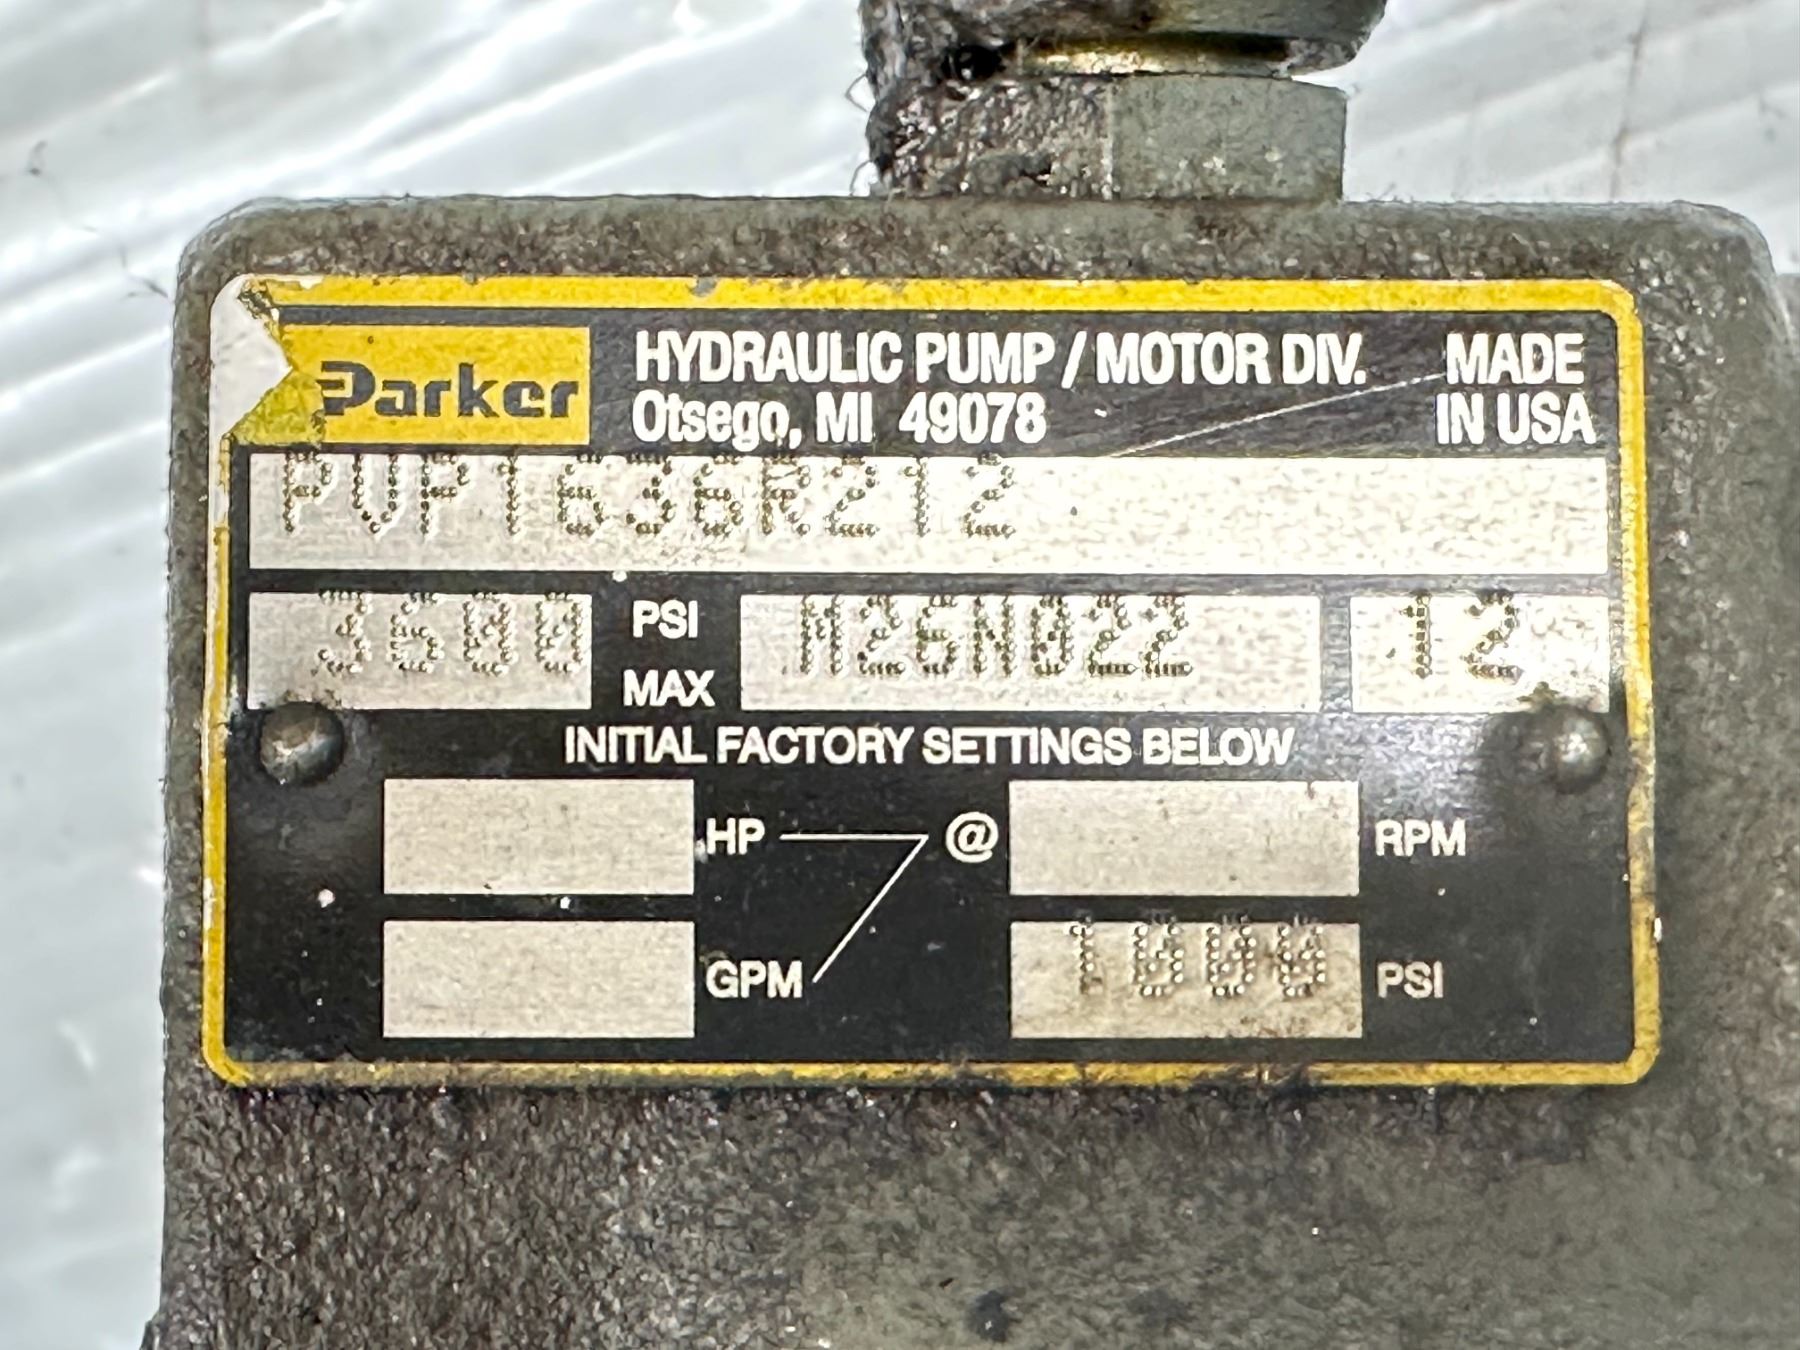 Parker
HYDRAULIC PUMP / MOTOR DIV. MADE
Otsego, MI 49078 IN USA
PVP1636R212
3600 PSI MAX M26N022 12
INITIAL FACTORY SETTINGS BELOW
HP @ RPM
GPM 1000 PSI